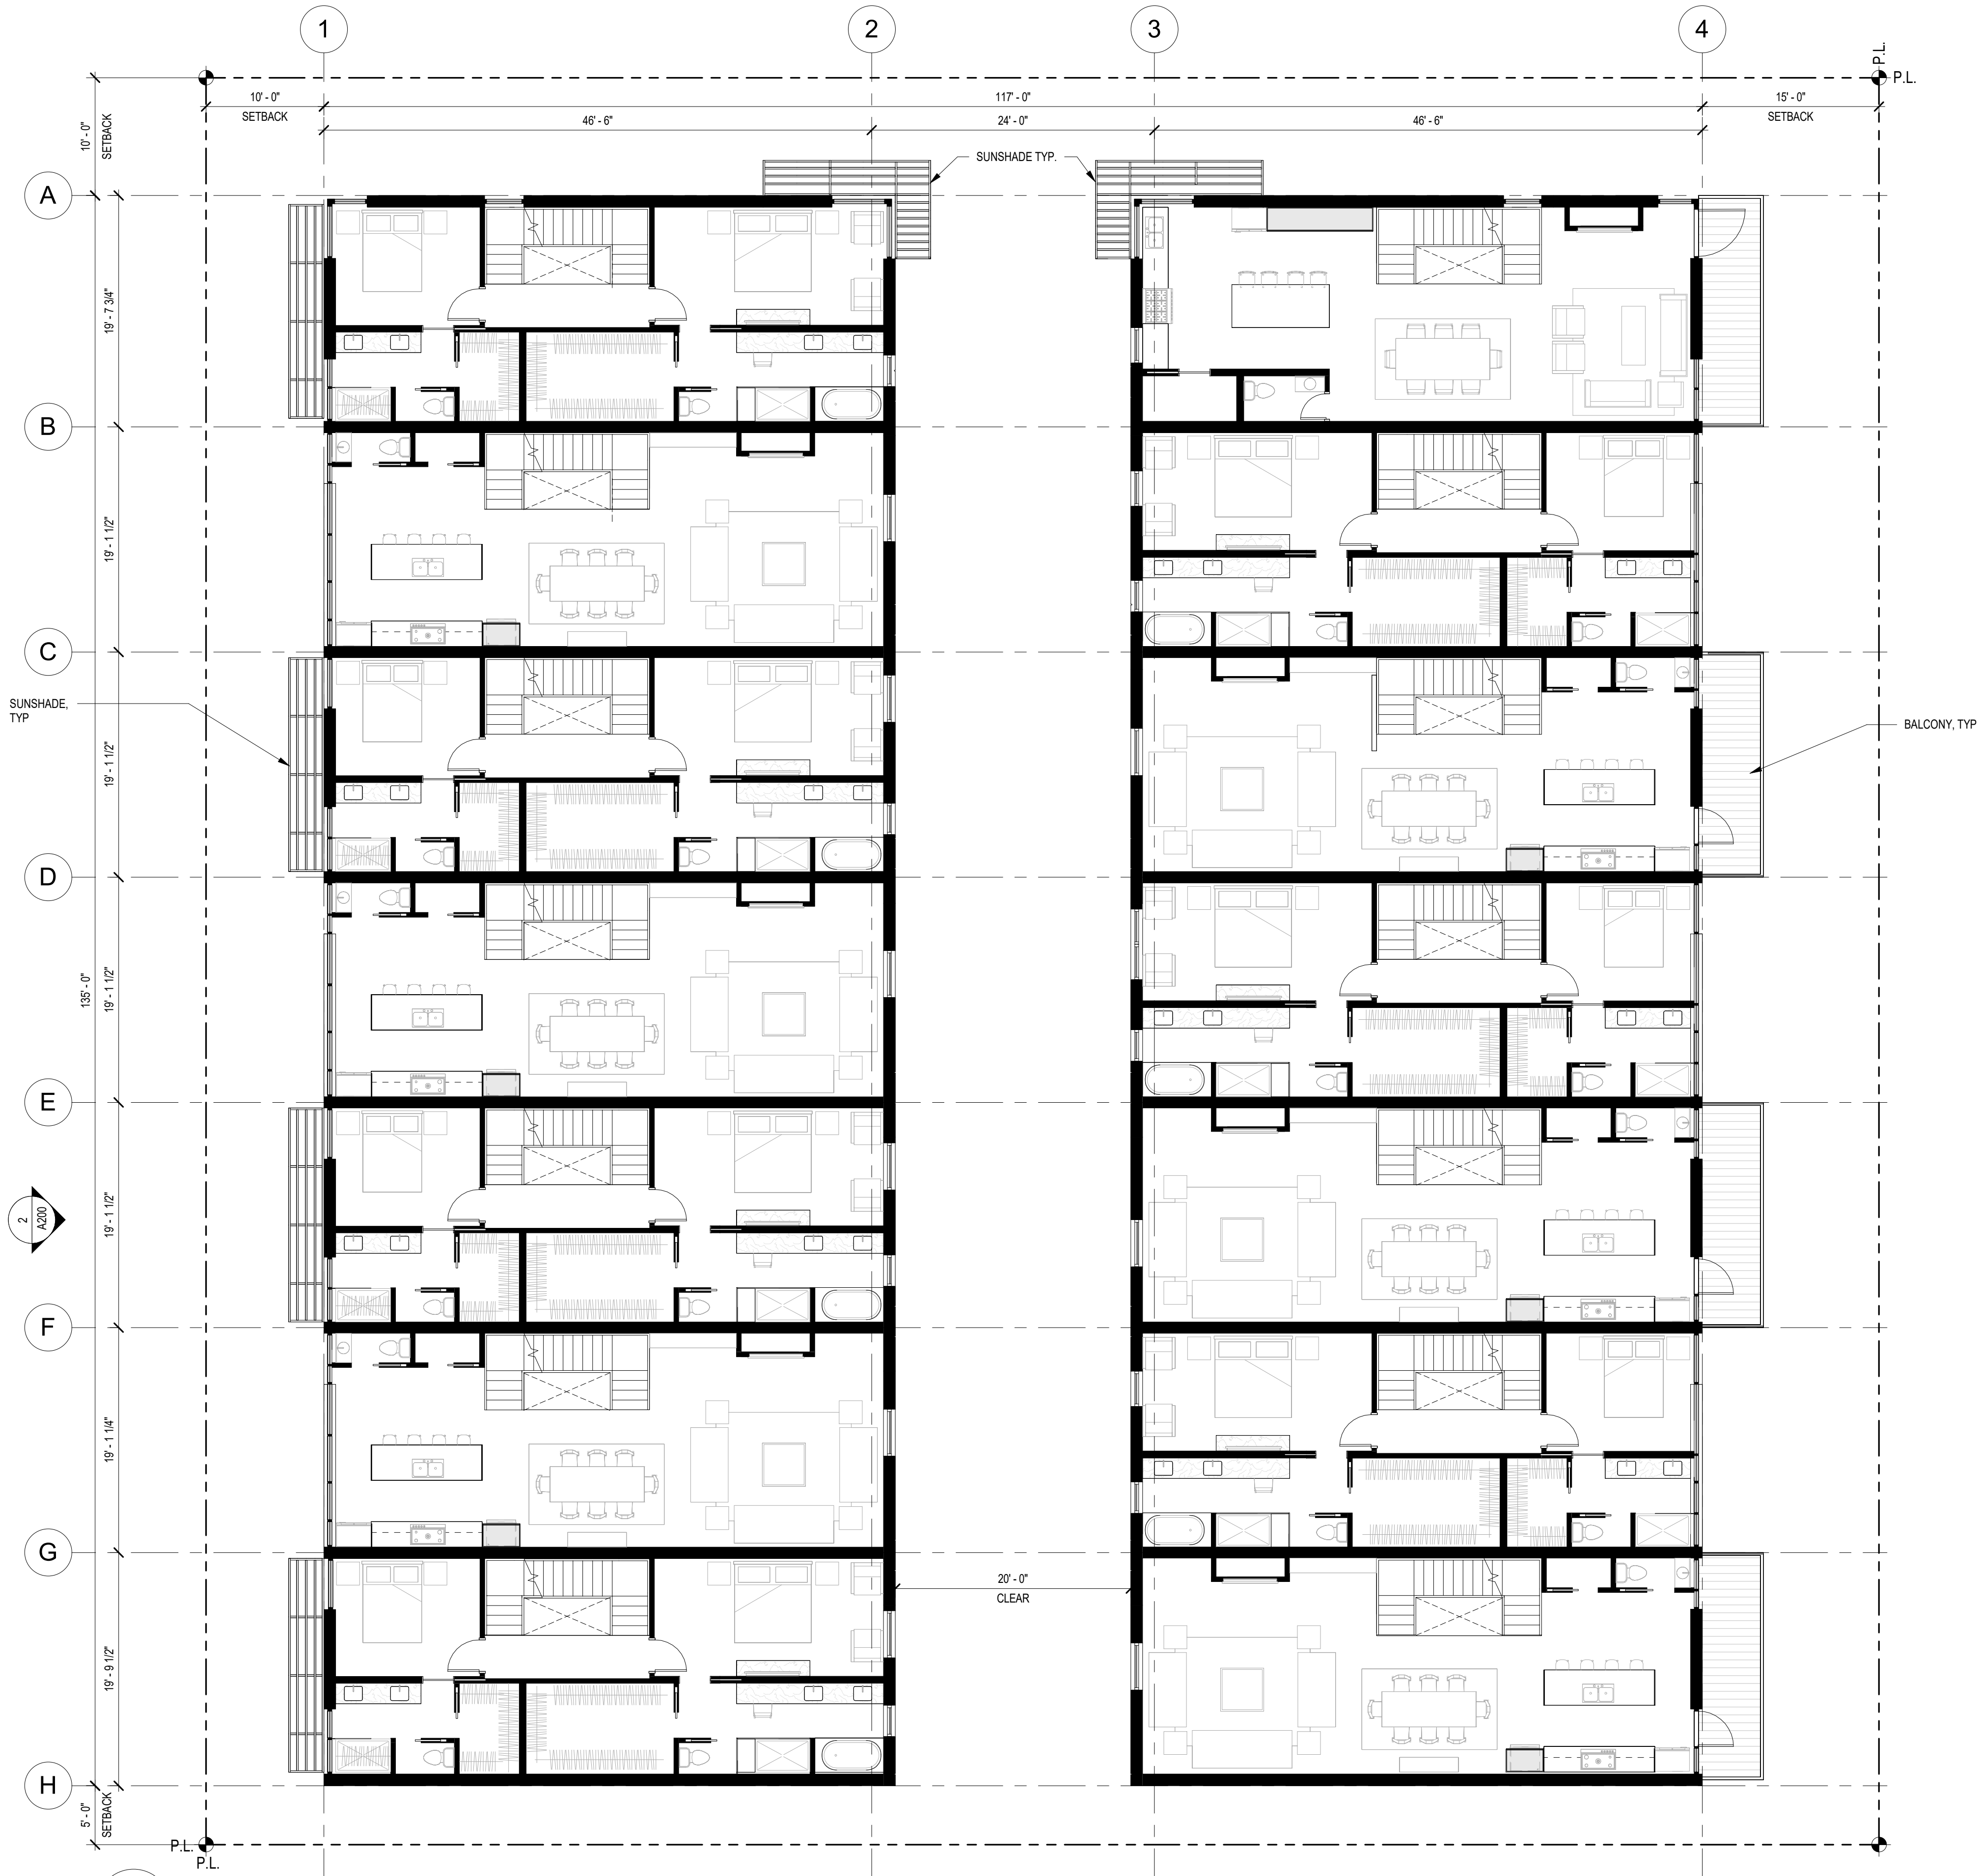 1
2
3
4
P.L.
P.L.
10' - 0"
SETBACK
117' - 0"
15' - 0"
SETBACK
46' - 6"
24' - 0"
46' - 6"
10' - 0"
SETBACK
SUNSHADE TYP.
A
19' - 7 3/4"
B
19' - 1 1/2"
C
SUNSHADE,
TYP
19' - 1 1/2"
BALCONY, TYP
D
135' - 0"
19' - 1 1/2"
E
2
A200
19' - 1 1/2"
F
19' - 1 1/4"
G
20' - 0"
CLEAR
19' - 9 1/2"
H
5' - 0"
SETBACK
P.L.
P.L.